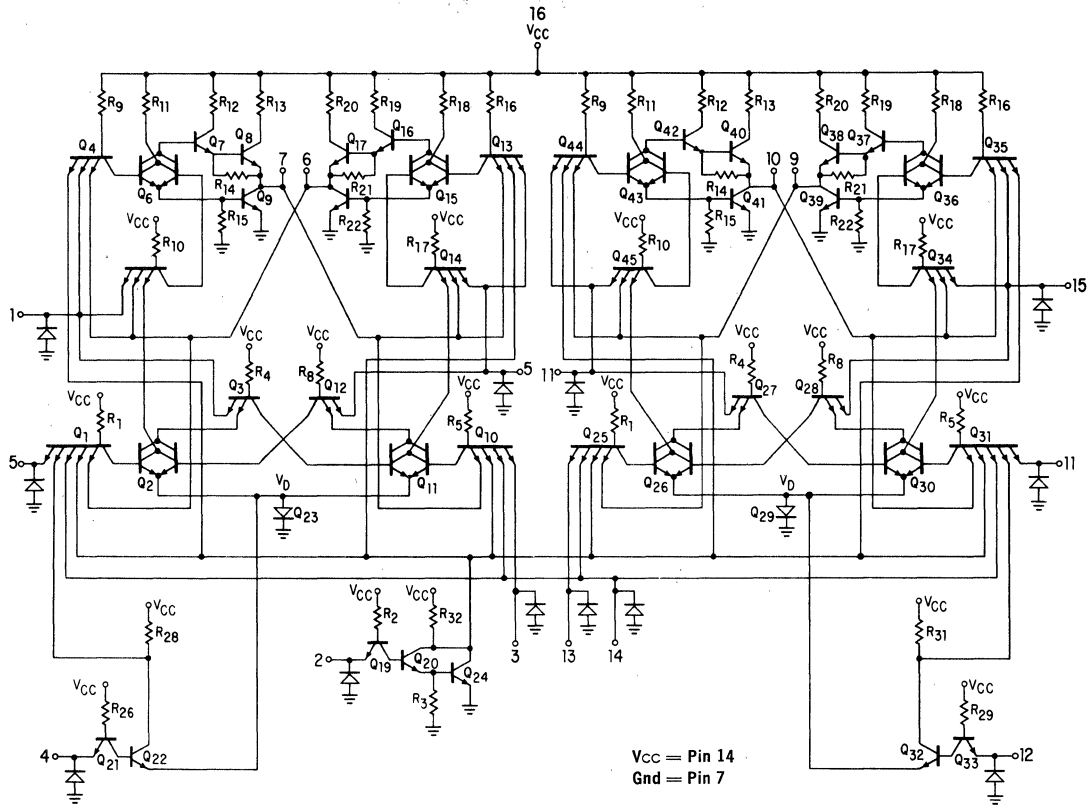 16
VCC
R9 R11 R12 R13 R20 R19 R18 R16 R9 R11 R12 R13 R20 R19 R18 R16
Q4 Q7 Q8 Q17 Q16 Q13 Q44 Q42 Q40 Q38 Q37 Q35
7 6 10 9
Q6 R14 Q9 R21 Q15 Q43 R14 Q41 R21 Q39 Q36
R15 R22 R15 R22
VCC VCC VCC VCC
R10 R17 R10 R17
Q14 Q45 Q34
1 15
VCC VCC VCC VCC
R4 R8 5 11 R4 R8
Q3 Q12 Q27 Q28
VCC VCC VCC VCC
R1 R5 R1 R5
Q1 Q10 Q25 Q31
5 11
Q2 Q11 Q26 Q30
VD VD
Q23 Q29
VCC VCC VCC VCC
R28 R2 R32 R31
2 Q19 Q20 Q24 3 13 14
R3
VCC VCC
R26 R29
4 Q21 Q22 Q32 Q33 12
VCC = Pin 14
Gnd = Pin 7